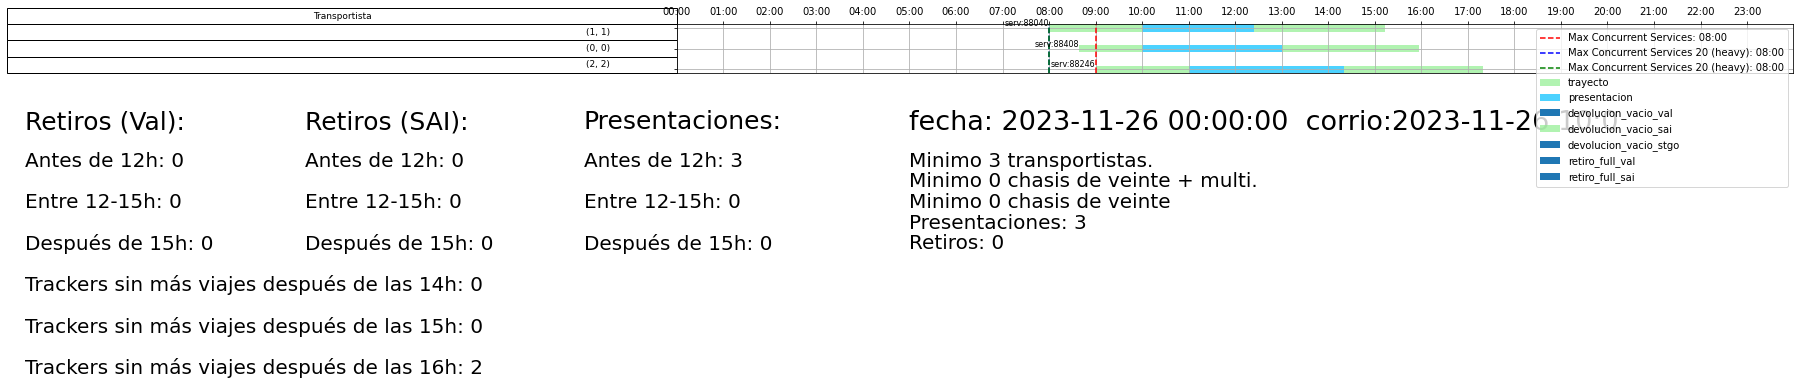 Transportista
(1, 1)
(0, 0)
(2, 2)
00:00 01:00 02:00 03:00 04:00 05:00 06:00 07:00 08:00 09:00 10:00 11:00 12:00 13:00 14:00 15:00 16:00 17:00 18:00 19:00 20:00 21:00 22:00 23:00
serv:88040
serv:88408
serv:88246
Max Concurrent Services: 08:00
Max Concurrent Services 20 (heavy): 08:00
Max Concurrent Services 20 (heavy): 08:00
trayecto
presentacion
devolucion_vacio_val
devolucion_vacio_sai
devolucion_vacio_stgo
retiro_full_val
retiro_full_sai
Retiros (Val):
Antes de 12h: 0
Entre 12-15h: 0
Después de 15h: 0
Retiros (SAI):
Antes de 12h: 0
Entre 12-15h: 0
Después de 15h: 0
Presentaciones:
Antes de 12h: 3
Entre 12-15h: 0
Después de 15h: 0
fecha: 2023-11-26 00:00:00 corrio:2023-11-26
Minimo 3 transportistas.
Minimo 0 chasis de veinte + multi.
Minimo 0 chasis de veinte
Presentaciones: 3
Retiros: 0
Trackers sin más viajes después de las 14h: 0
Trackers sin más viajes después de las 15h: 0
Trackers sin más viajes después de las 16h: 2